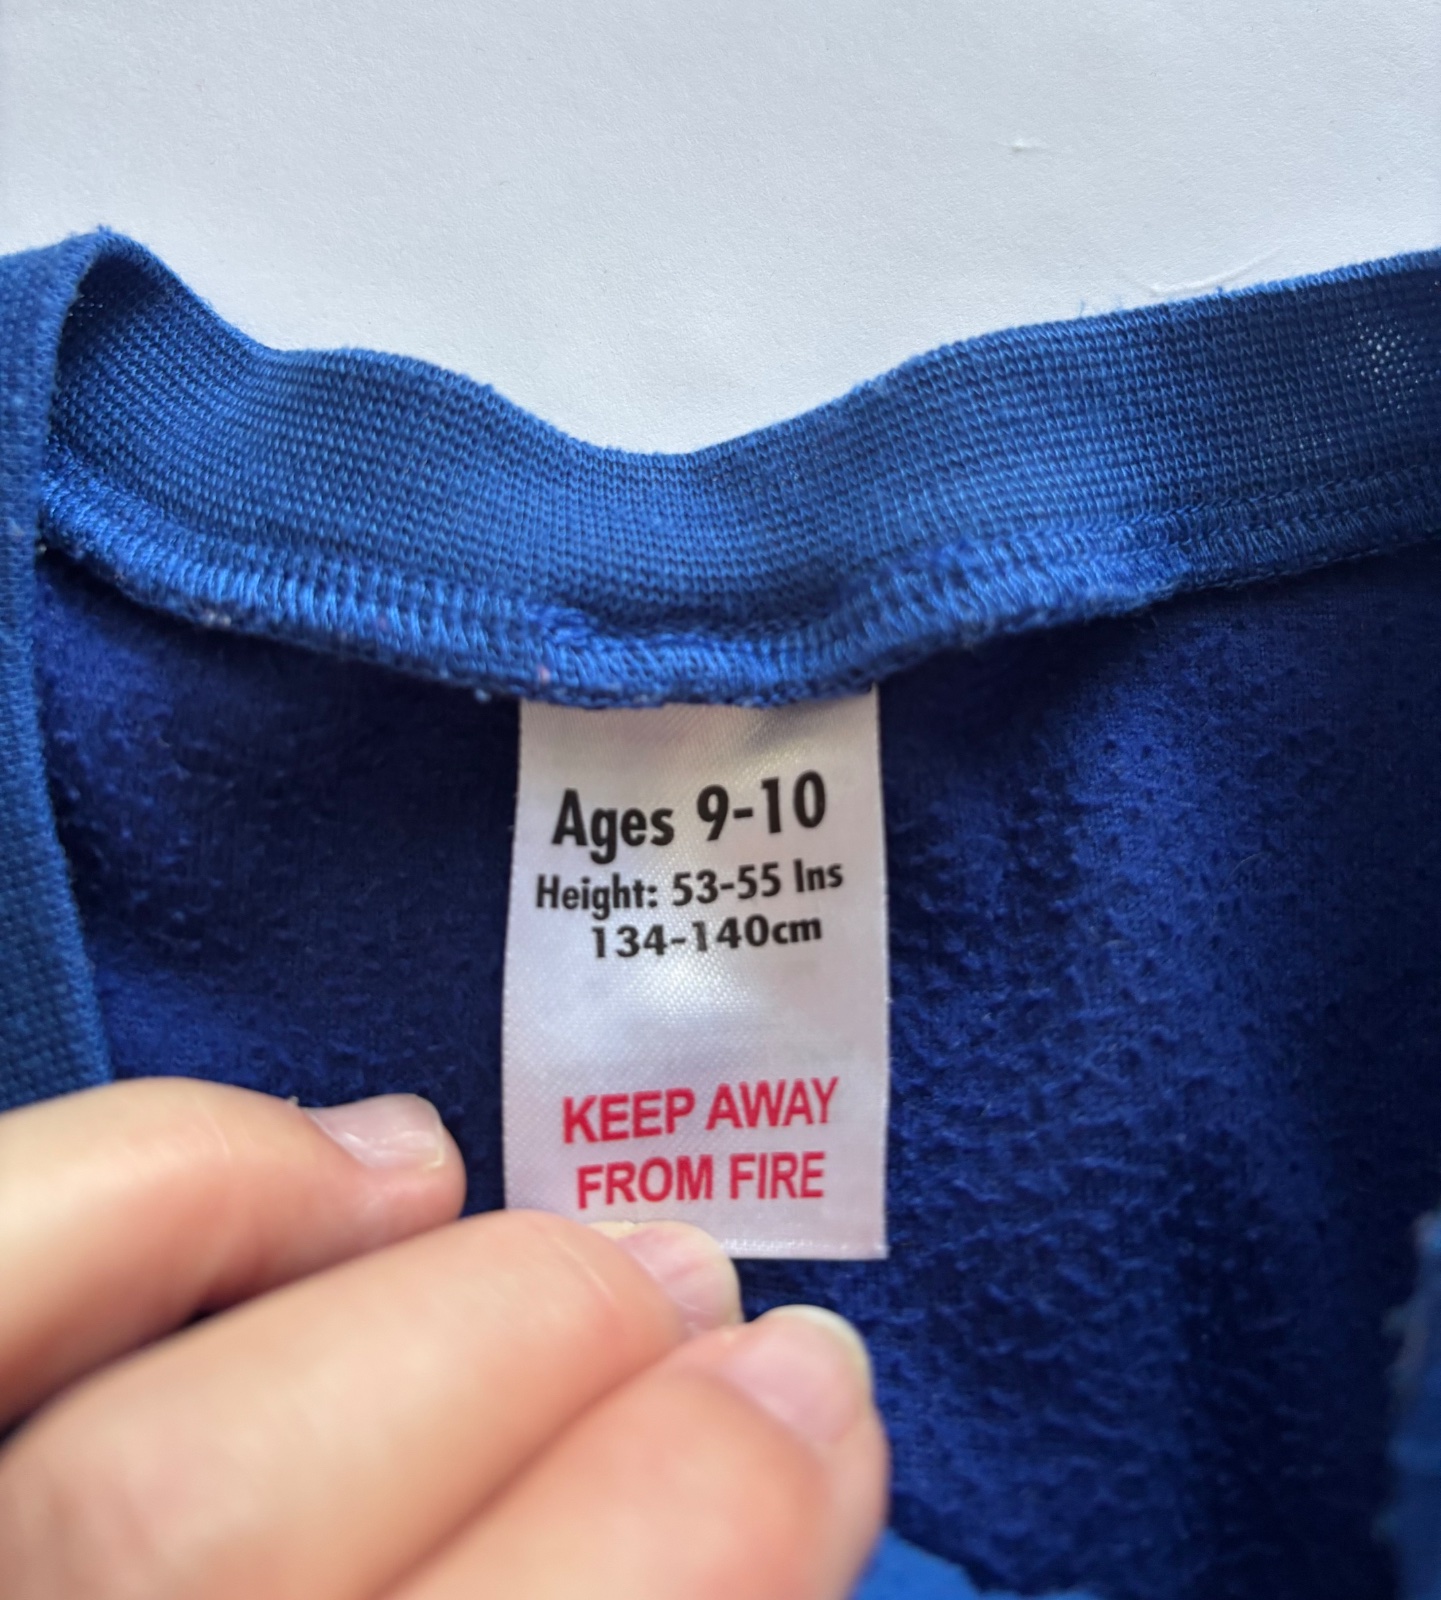 Ages 9-10
Height: 53-55 Ins
134-140cm
KEEP AWAY
FROM FIRE